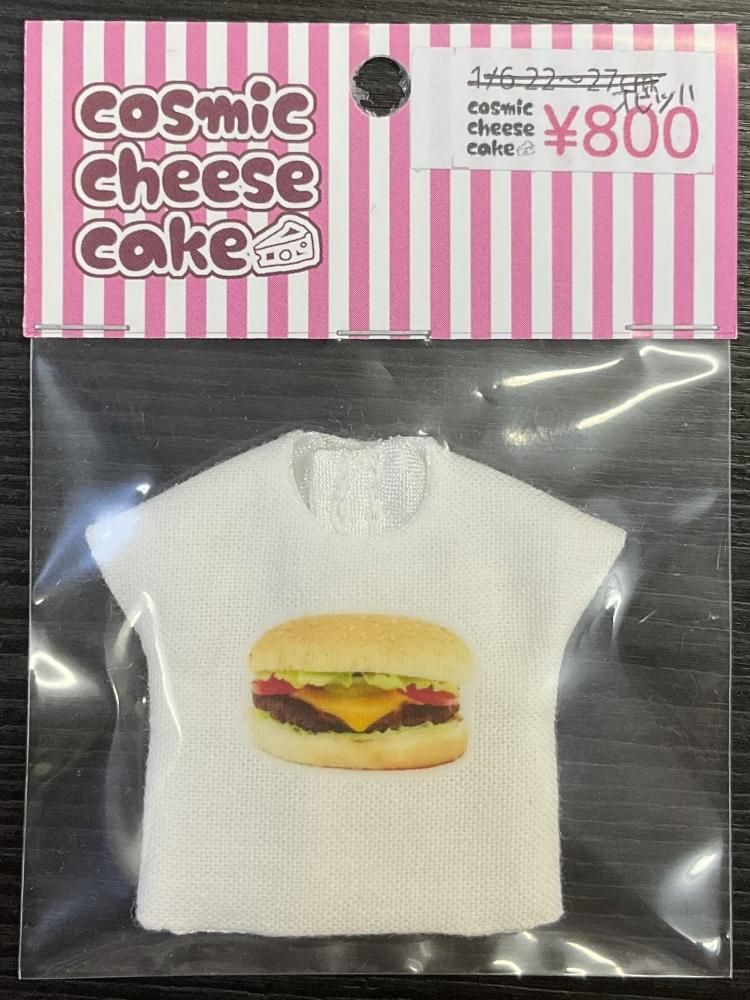 cosmic
cheese
cake
1/6 22～27cm
cosmic
cheese
cake
¥800